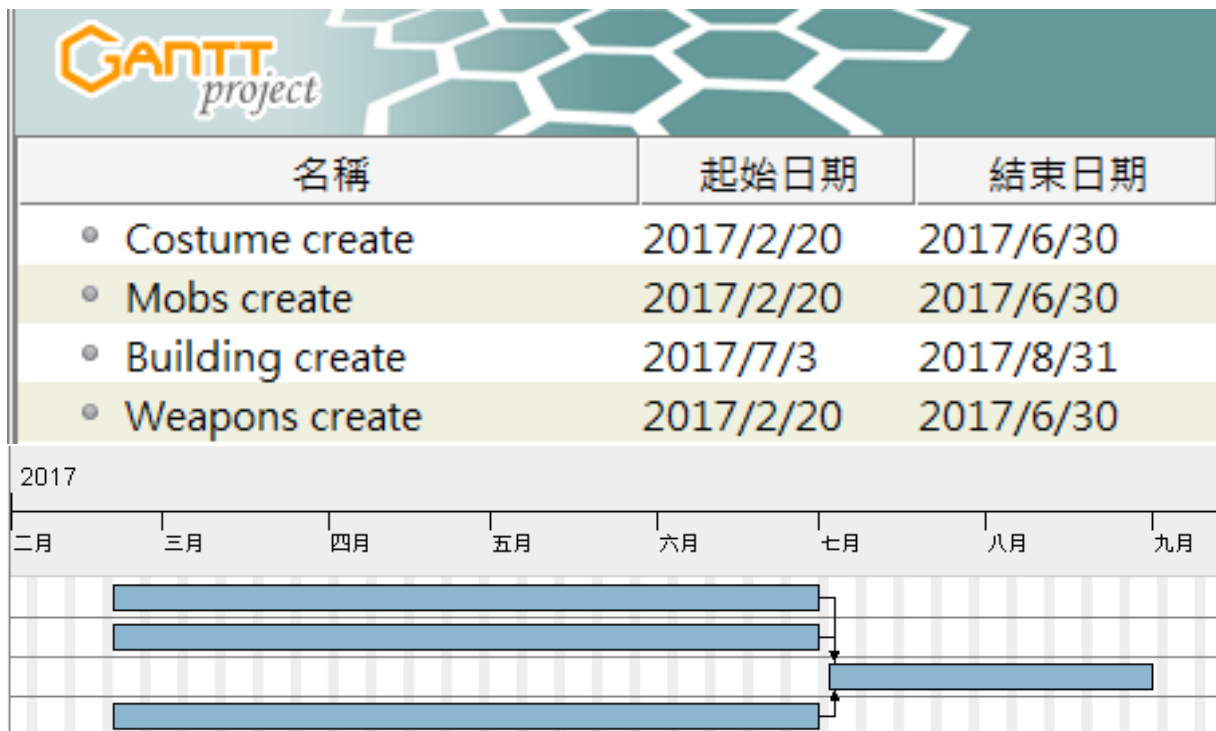 GANTT
project
名稱 起始日期 結束日期
Costume create 2017/2/20 2017/6/30
Mobs create 2017/2/20 2017/6/30
Building create 2017/7/3 2017/8/31
Weapons create 2017/2/20 2017/6/30
2017
二月 三月 四月 五月 六月 七月 八月 九月